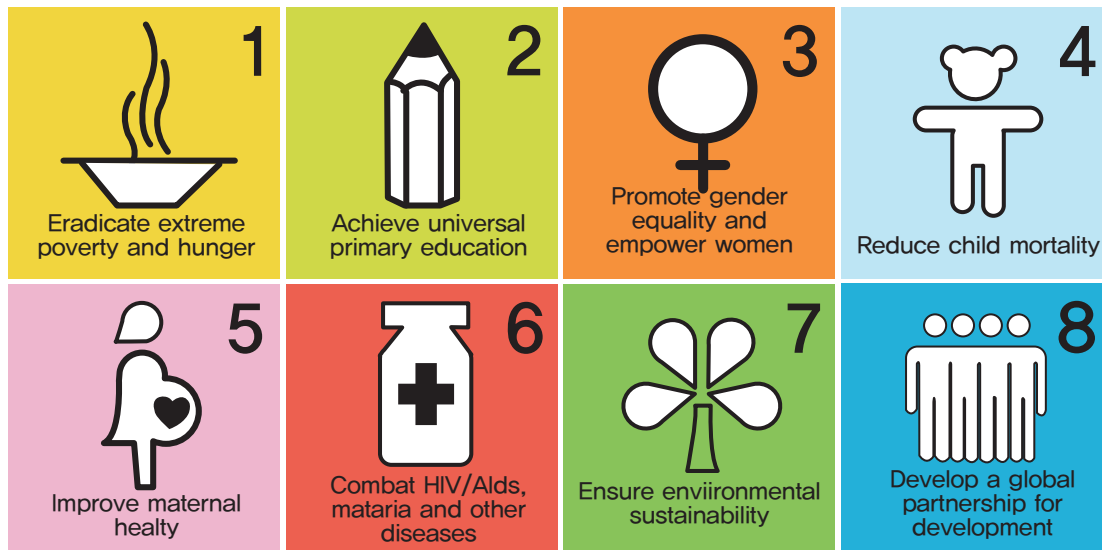 1
Eradicate extreme
poverty and hunger
2
Achieve universal
primary education
3
Promote gender
equality and
empower women
4
Reduce child mortality
5
Improve maternal
healty
6
Combat HIV/Alds,
mataria and other
diseases
7
Ensure enviironmental
sustainability
8
Develop a global
partnership for
development